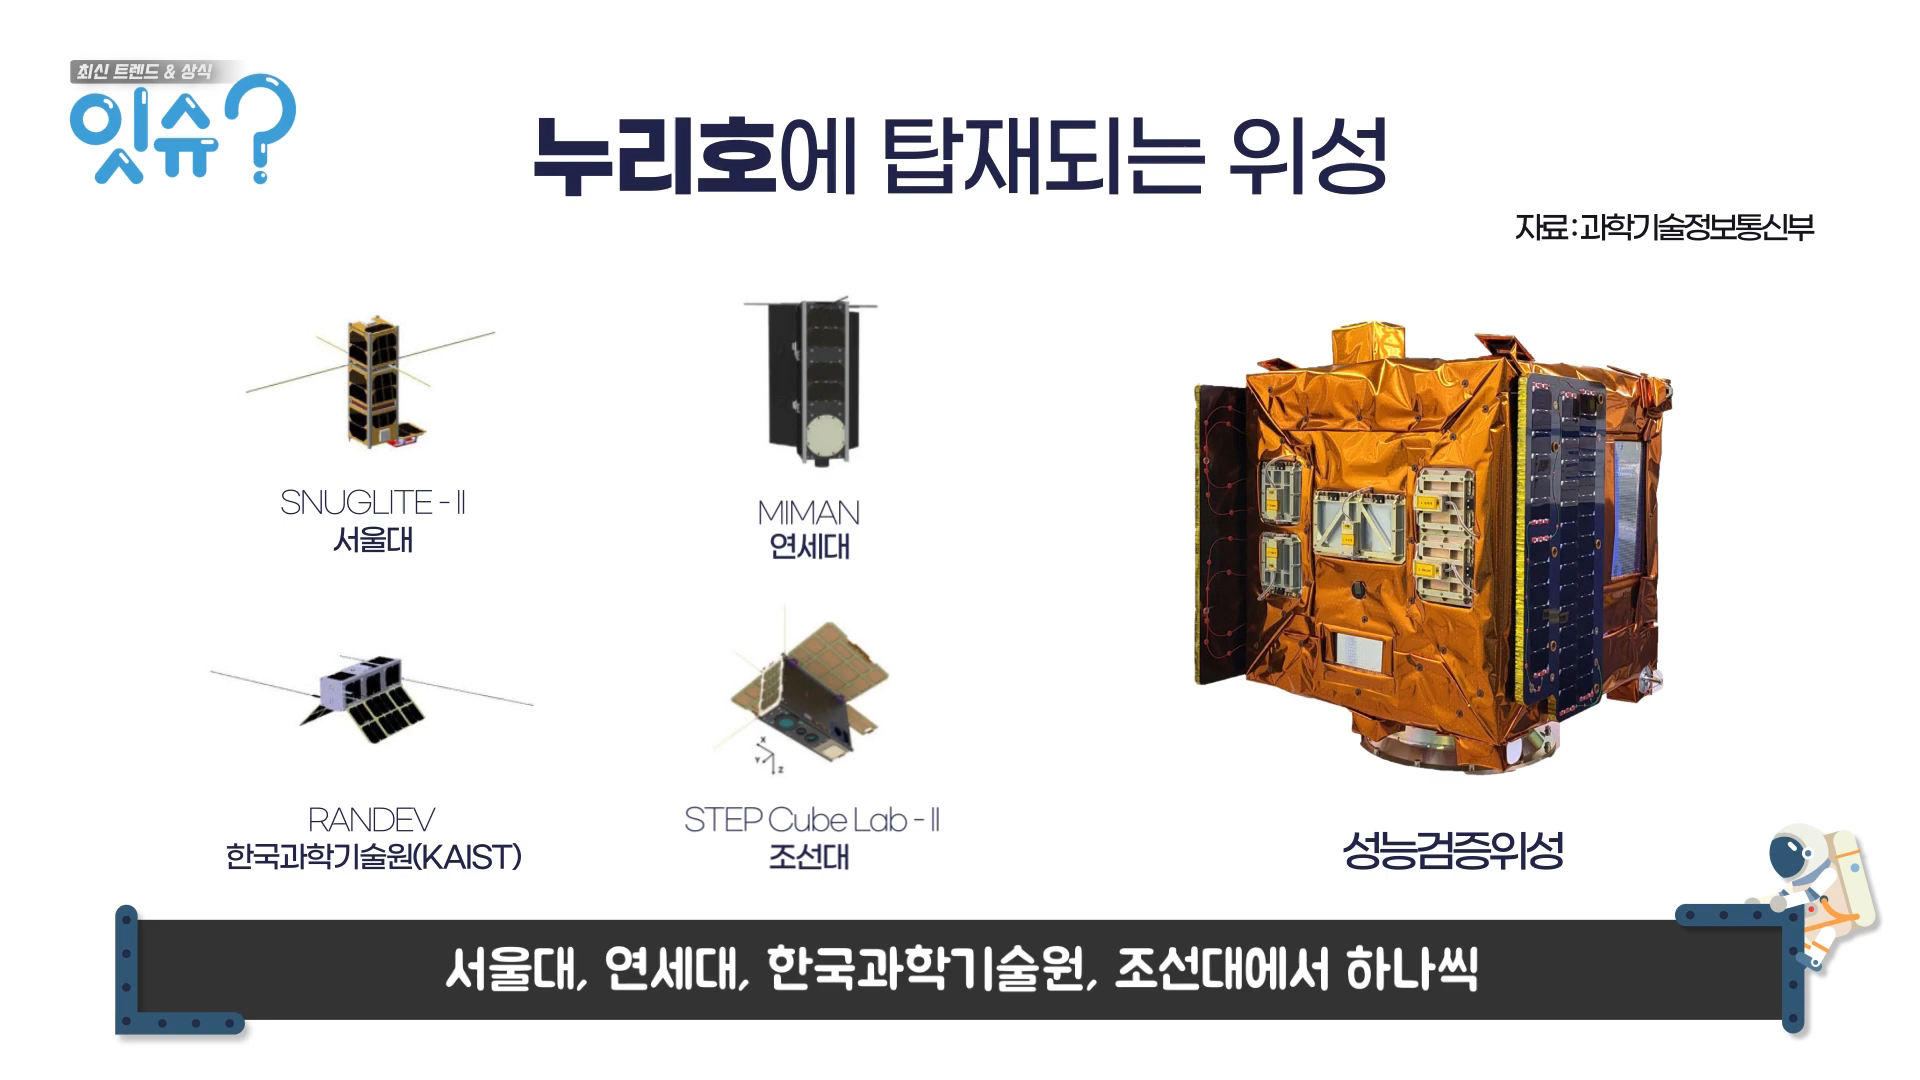 최신 트렌드 & 상식
잇슈?
누리호에 탑재되는 위성
자료 : 과학기술정보통신부
SNUGLITE - II
서울대
MIMAN
연세대
RANDEV
한국과학기술원(KAIST)
X
Y
Z
STEP Cube Lab - II
조선대
성능검증위성
서울대, 연세대, 한국과학기술원, 조선대에서 하나씩